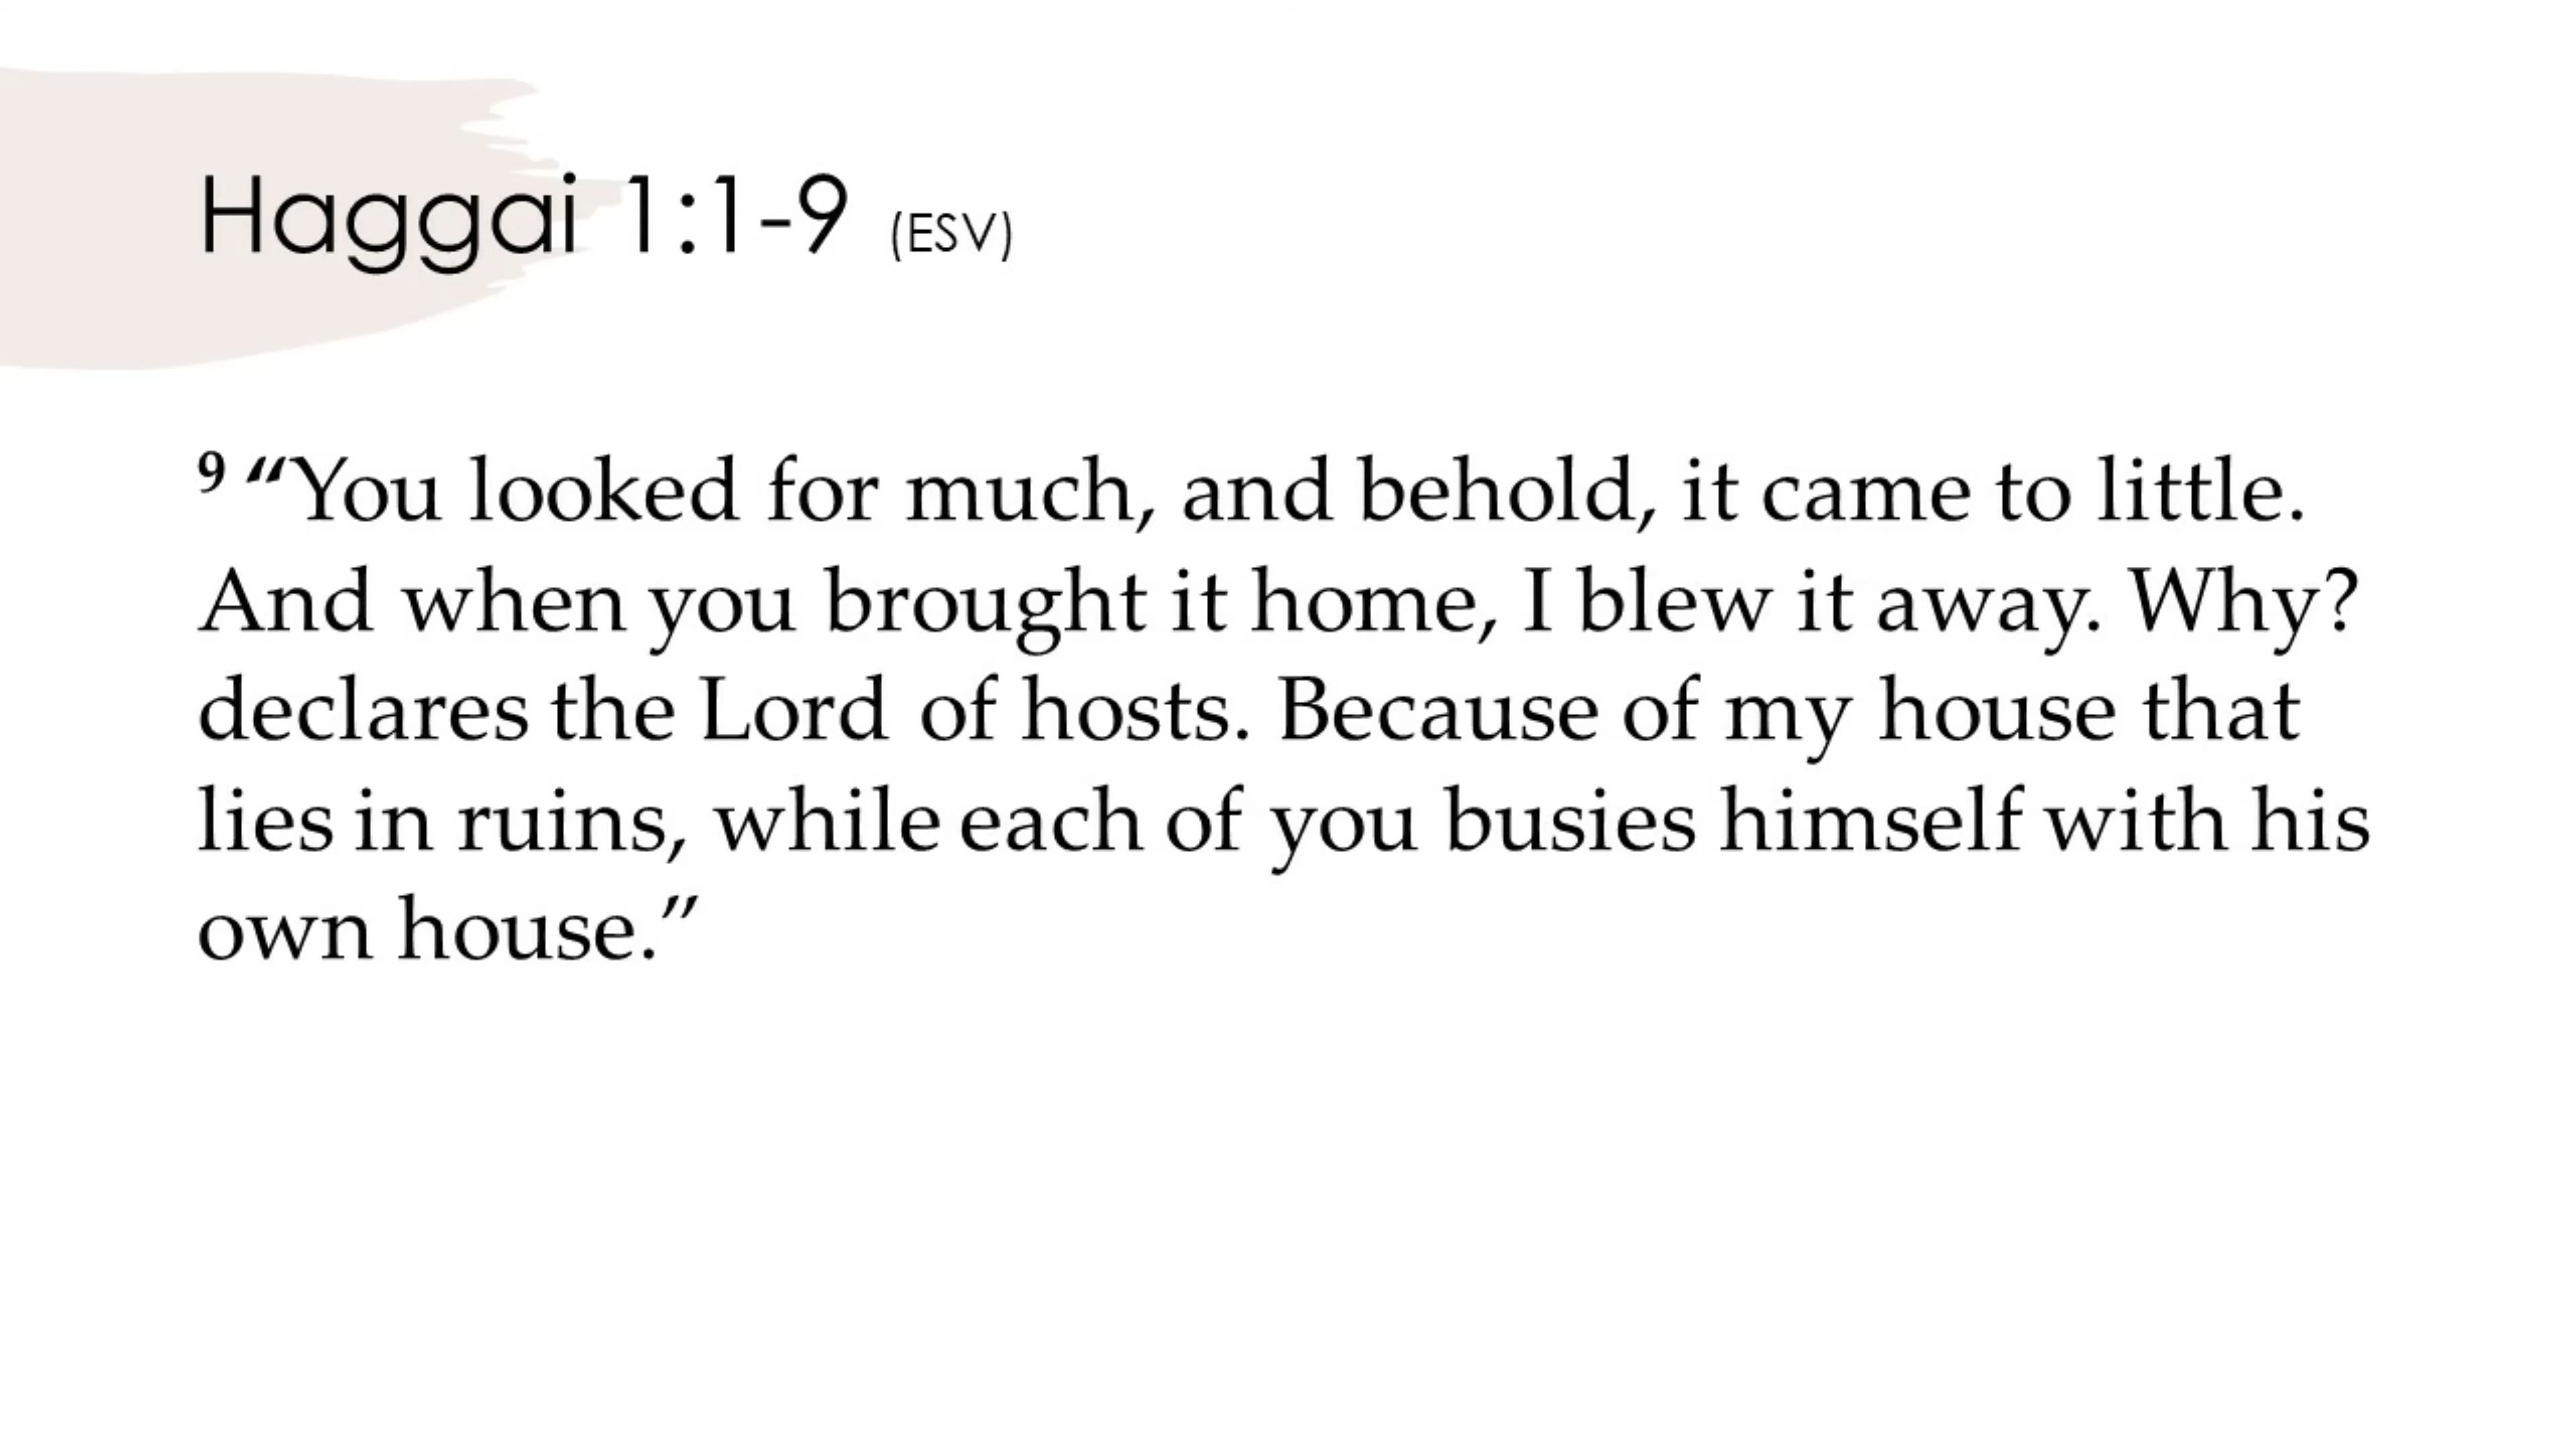 Haggai 1:1-9 (ESV)
9 “You looked for much, and behold, it came to little.
And when you brought it home, I blew it away. Why?
declares the Lord of hosts. Because of my house that
lies in ruins, while each of you busies himself with his
own house.”